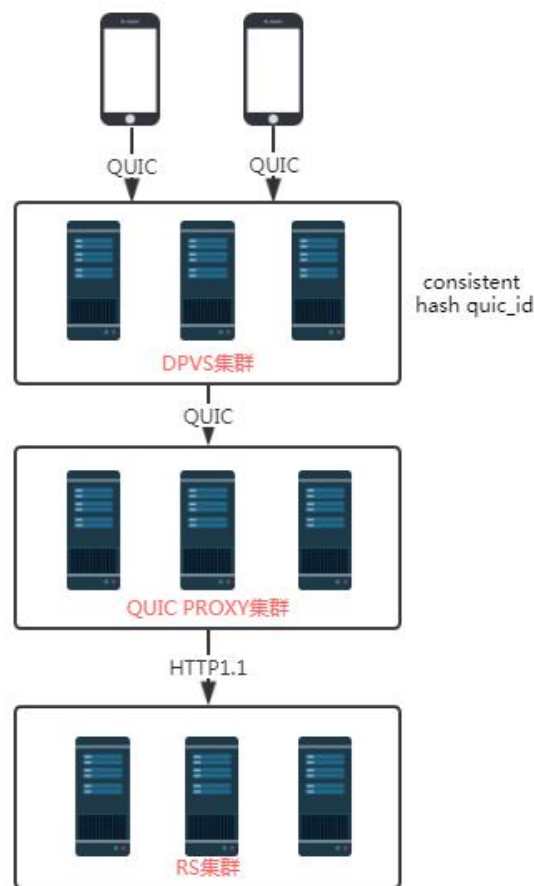 QUIC
QUIC
consistent
hash quic_id
DPVS集群
QUIC
QUIC PROXY集群
HTTP1.1
RS集群